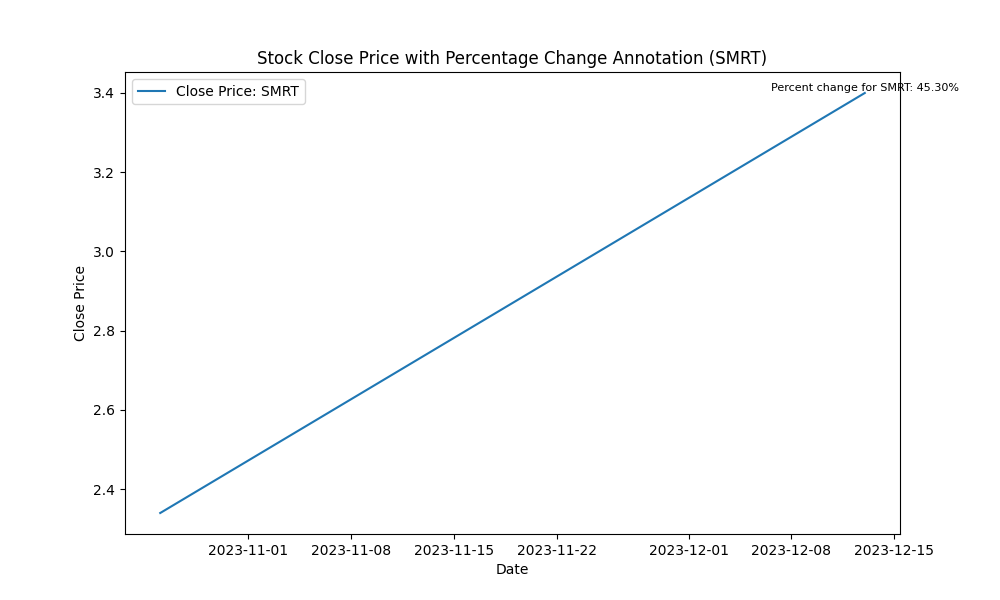 Stock Close Price with Percentage Change Annotation (SMRT)
Close Price: SMRT
Percent change for SMRT: 45.30%
3.4
3.2
3.0
2.8
2.6
2.4
Close Price
2023-11-01 2023-11-08 2023-11-15 2023-11-22 2023-12-01 2023-12-08 2023-12-15
Date